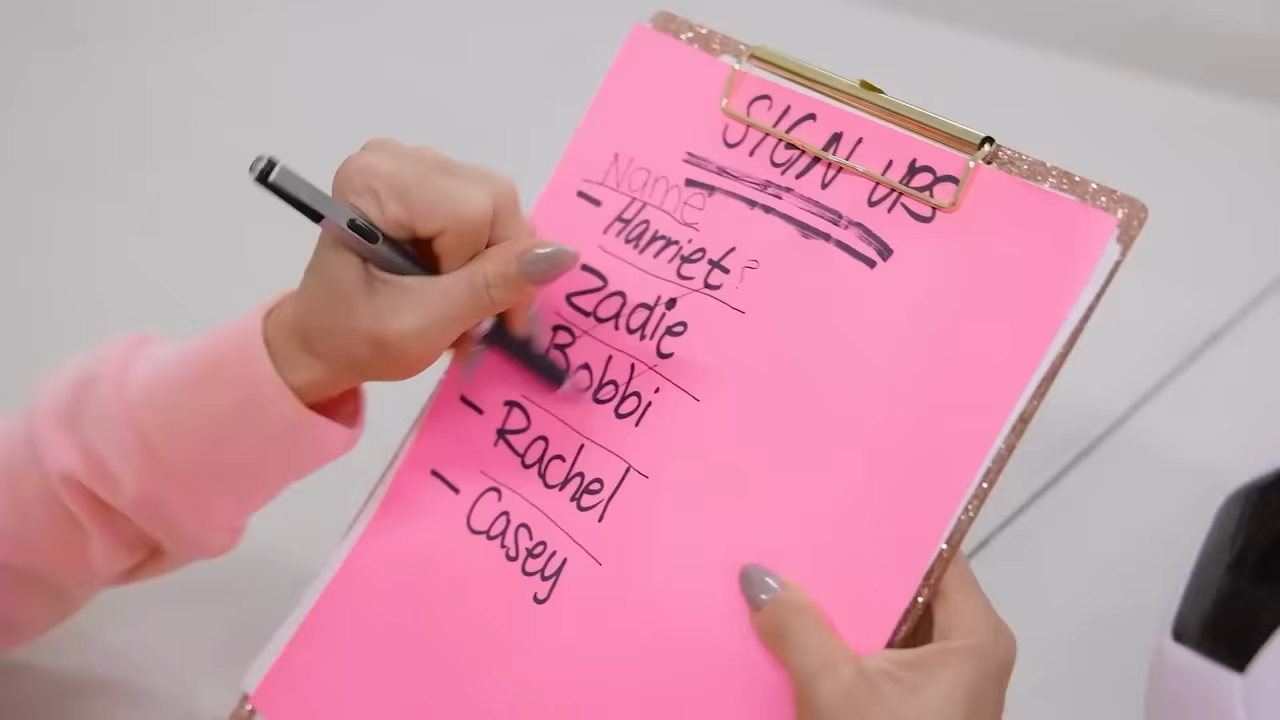 SIGN UPS
Name
- Harriet?
Zadie
Bobbi
- Rachel
- Casey